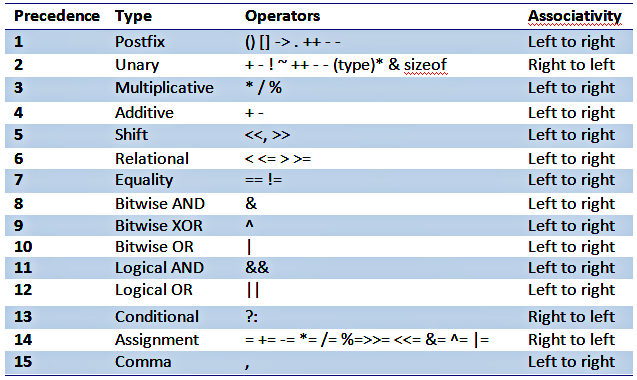 Precedence Type Operators Associativity
1 Postfix () [] -> . ++ - - Left to right
2 Unary + - ! ~ ++ - - (type)* & sizeof Right to left
3 Multiplicative * / % Left to right
4 Additive + - Left to right
5 Shift <<, >> Left to right
6 Relational < <= > >= Left to right
7 Equality == != Left to right
8 Bitwise AND & Left to right
9 Bitwise XOR ^ Left to right
10 Bitwise OR | Left to right
11 Logical AND && Left to right
12 Logical OR || Left to right
13 Conditional ?: Right to left
14 Assignment = += -= *= /= %=>>= <<= &= ^= |= Right to left
15 Comma , Left to right